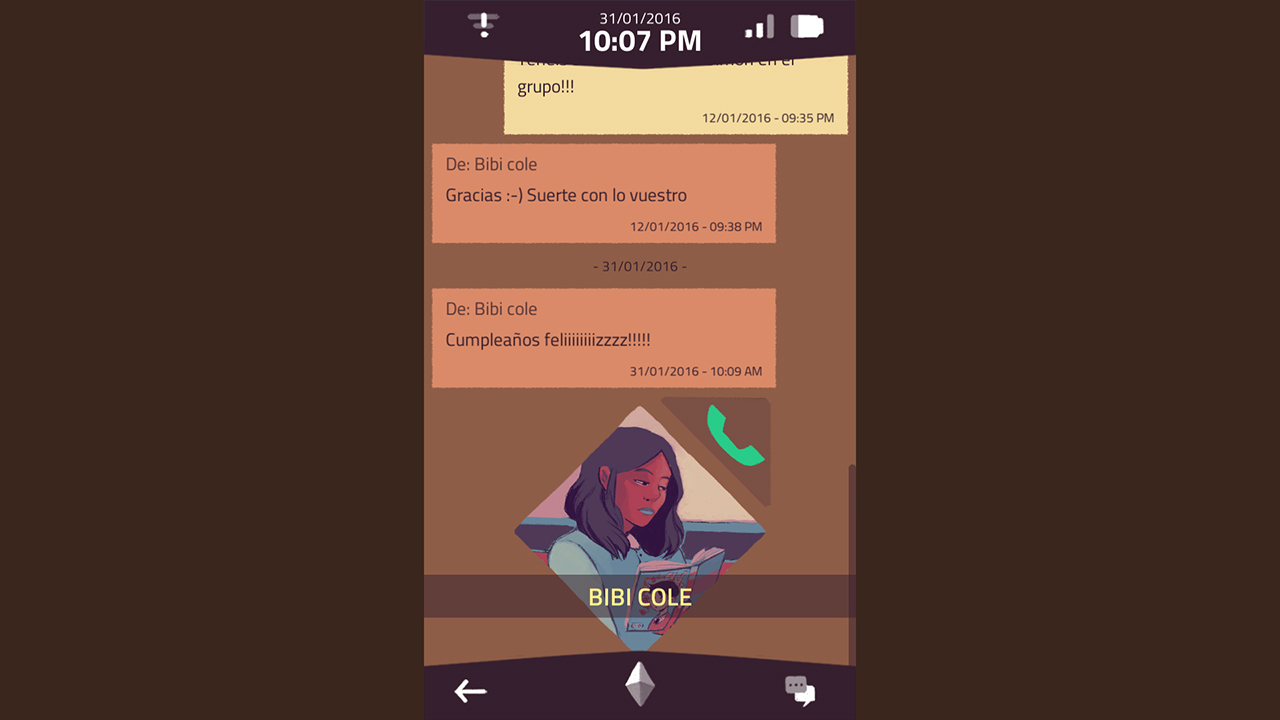 31/01/2016
10:07 PM
en el
grupo!!!
12/01/2016 - 09:35 PM
De: Bibi cole
Gracias :-) Suerte con lo vuestro
12/01/2016 - 09:38 PM
- 31/01/2016 -
De: Bibi cole
Cumpleaños feliiiiiiiizzzz!!!!!
31/01/2016 - 10:09 AM
BIBI COLE